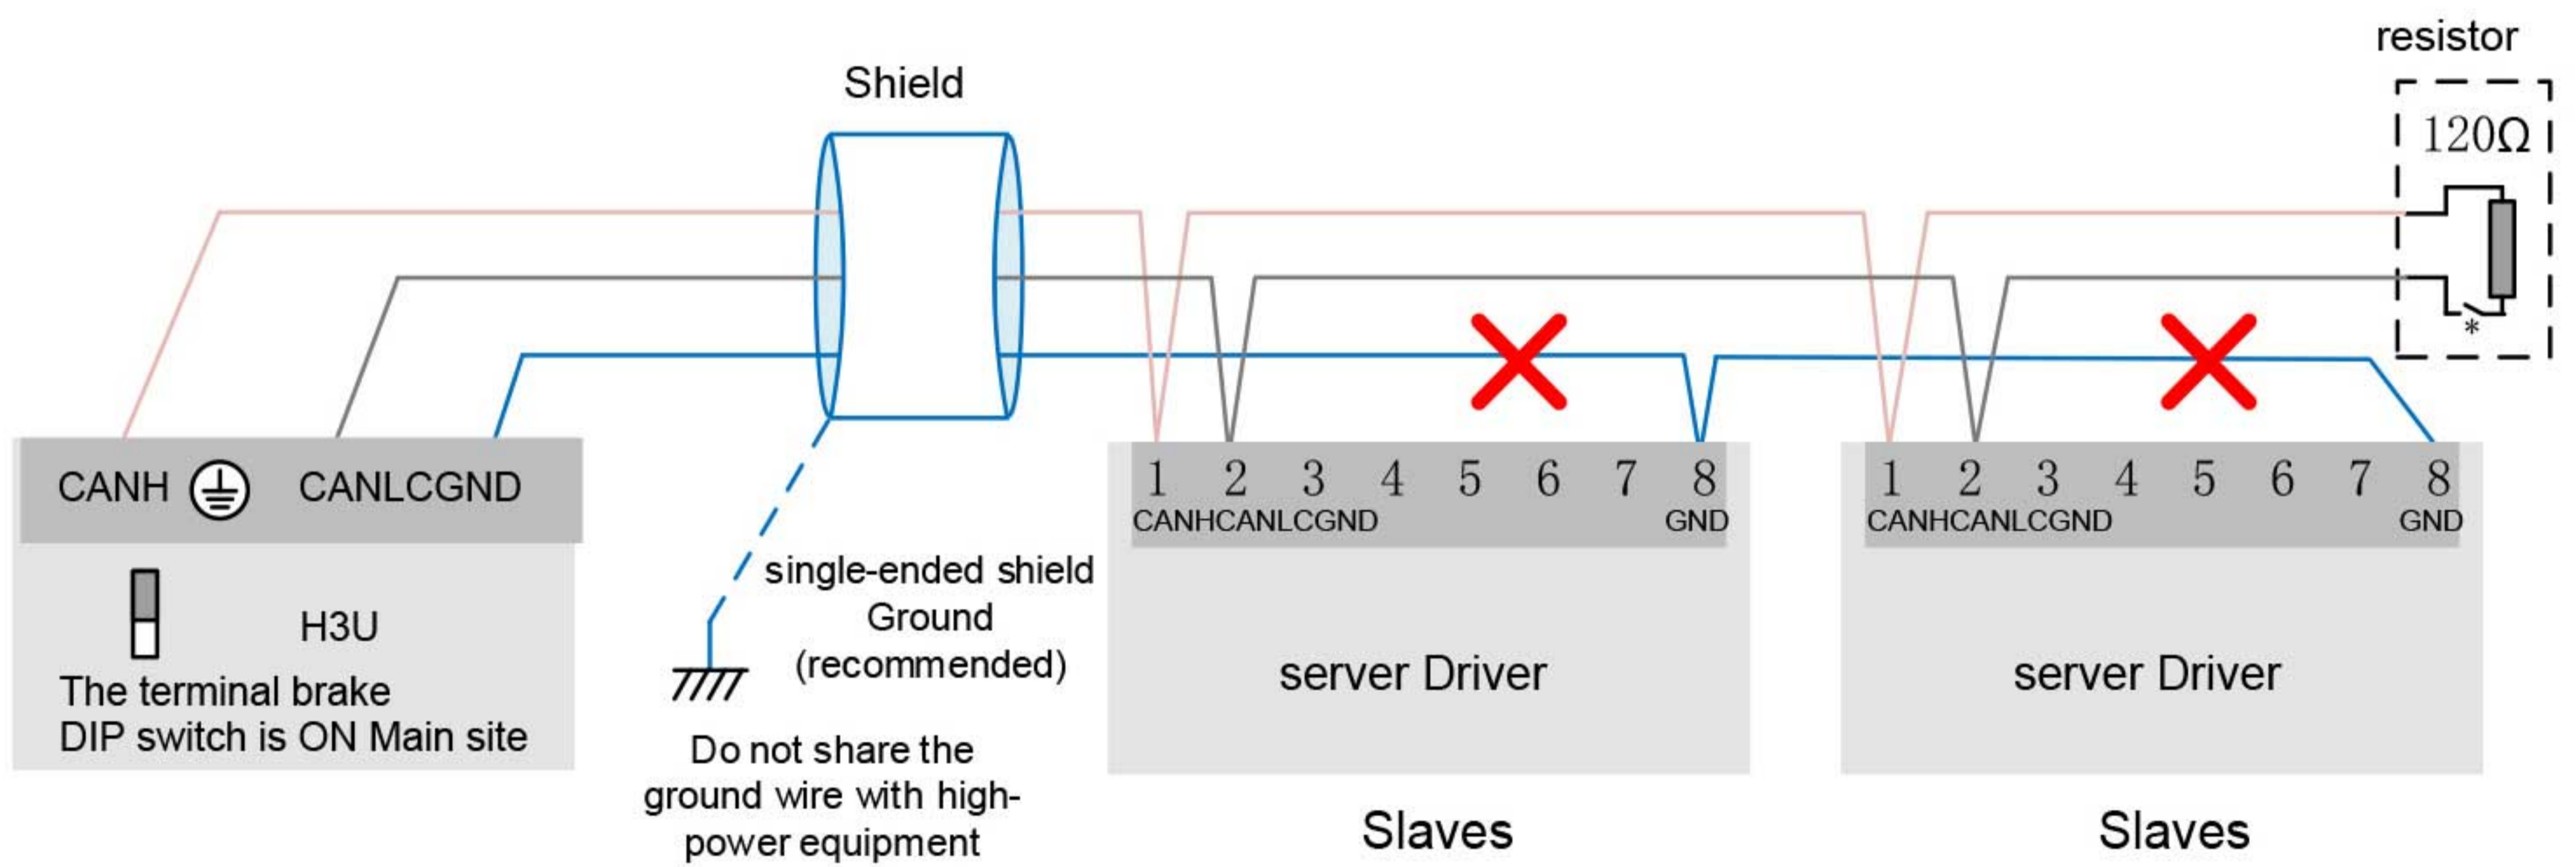 resistor
120Ω
*
Shield
CANH CANLCGND
H3U
The terminal brake
DIP switch is ON Main site
single-ended shield
Ground
(recommended)
Do not share the
ground wire with high-
power equipment
1 2 3 4 5 6 7 8
CANHCANLCGND GND
server Driver
Slaves
1 2 3 4 5 6 7 8
CANHCANLCGND GND
server Driver
Slaves